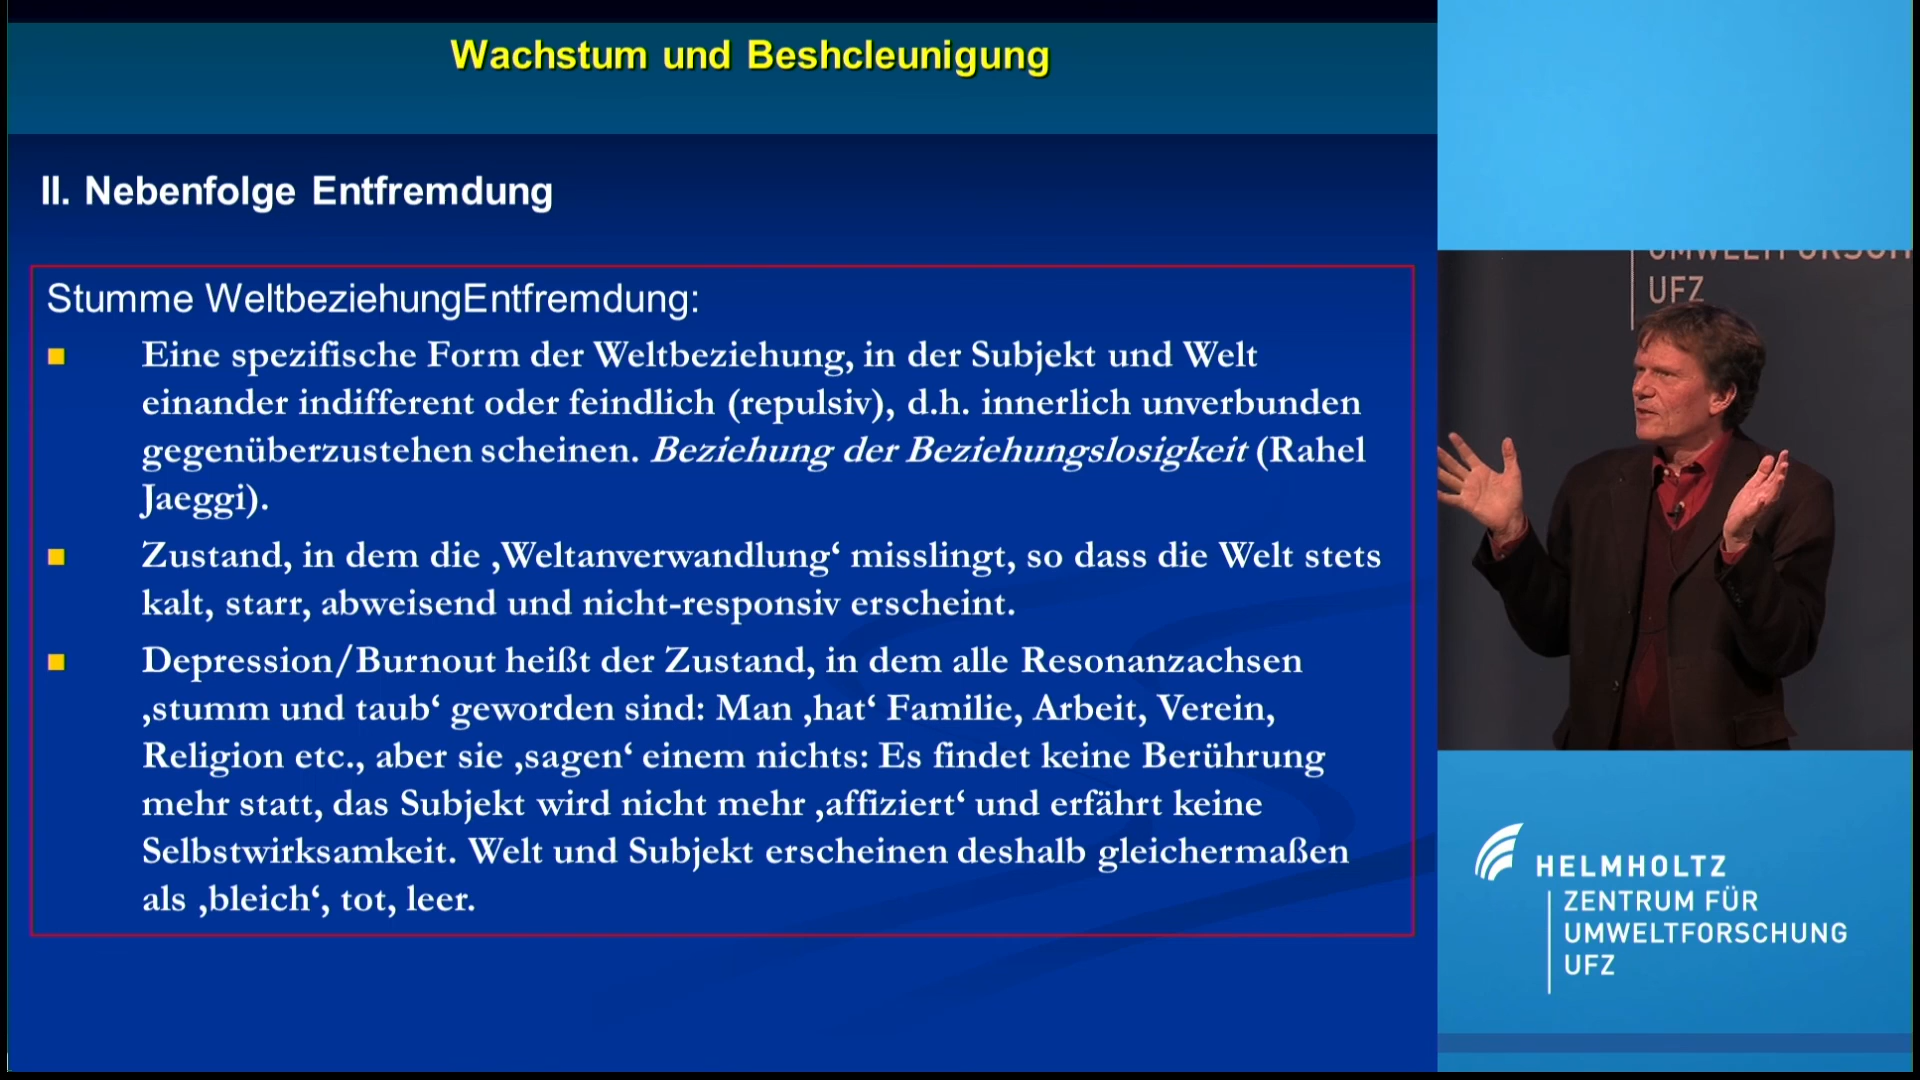 Wachstum und Beshcleunigung
II. Nebenfolge Entfremdung
Stumme WeltbeziehungEntfremdung:
Eine spezifische Form der Weltbeziehung, in der Subjekt und Welt
einander indifferent oder feindlich (repulsiv), d.h. innerlich unverbunden
gegenüberzustehen scheinen. Beziehung der Beziehungslosigkeit (Rahel
Jaeggi).
Zustand, in dem die ‚Weltanverwandlung‘ misslingt, so dass die Welt stets
kalt, starr, abweisend und nicht-responsiv erscheint.
Depression/Burnout heißt der Zustand, in dem alle Resonanzachsen
‚stumm und taub‘ geworden sind: Man ‚hat‘ Familie, Arbeit, Verein,
Religion etc., aber sie ‚sagen‘ einem nichts: Es findet keine Berührung
mehr statt, das Subjekt wird nicht mehr ‚affiziert‘ und erfährt keine
Selbstwirksamkeit. Welt und Subjekt erscheinen deshalb gleichermaßen
als ‚bleich‘, tot, leer.
UMWELTFORSCH
UFZ
HELMHOLTZ
ZENTRUM FÜR
UMWELTFORSCHUNG
UFZ